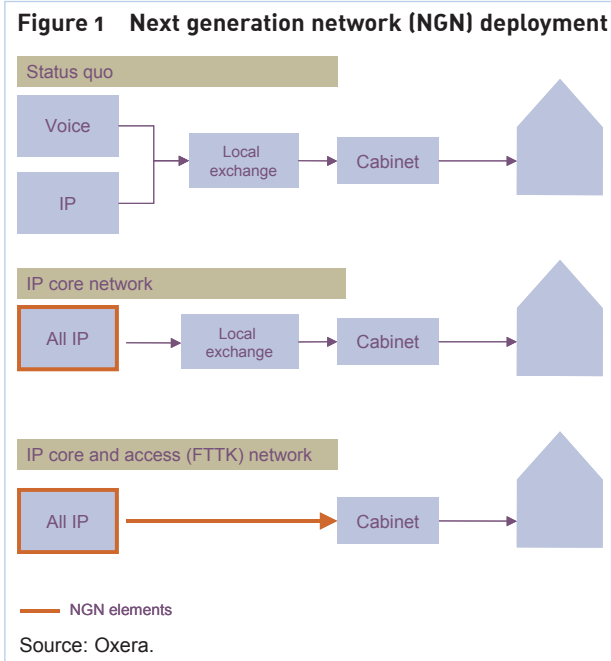 Figure 1 Next generation network (NGN) deployment
Status quo
Voice
IP
Local
exchange
Cabinet
IP core network
All IP
Local
exchange
Cabinet
IP core and access (FTTK) network
All IP
Cabinet
NGN elements
Source: Oxera.